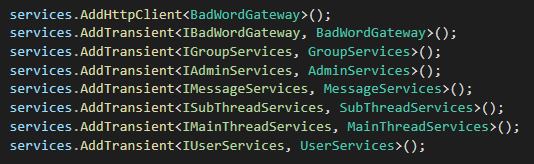 services.AddHttpClient<BadWordGateway>();
services.AddTransient<IBadWordGateway, BadWordGateway>();
services.AddTransient<IGroupServices, GroupServices>();
services.AddTransient<IAdminServices, AdminServices>();
services.AddTransient<IMessageServices, MessageServices>();
services.AddTransient<ISubThreadServices, SubThreadServices>();
services.AddTransient<IMainThreadServices, MainThreadServices>();
services.AddTransient<IUserServices, UserServices>();